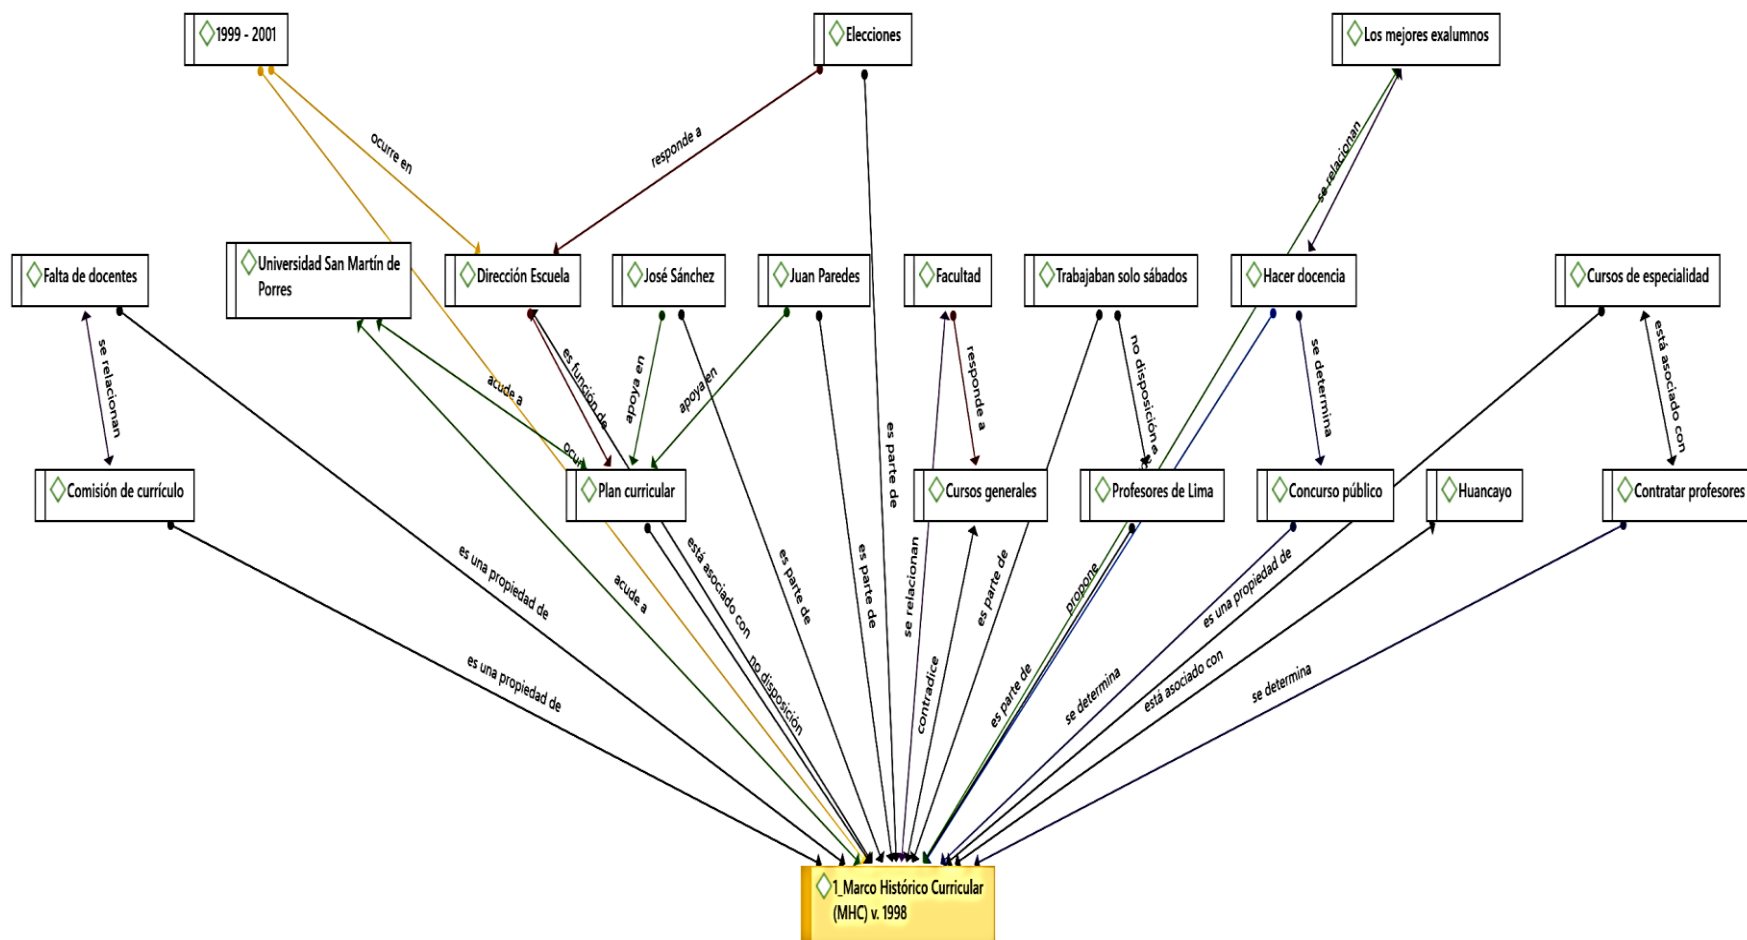 1999 - 2001
Elecciones
Los mejores exalumnos
ocurre en
responde a
se relacionan
Falta de docentes
Universidad San Martín de
Porres
Dirección Escuela
José Sánchez
Juan Paredes
Facultad
Trabajaban solo sábados
Hacer docencia
Cursos de especialidad
se relacionan
acude a
es función de
apoya en
apoya en
responde a
no disposición a
se determina
está asociado con
es parte de
Comisión de currículo
Plan curricular
Cursos generales
Profesores de Lima
Concurso público
Huancayo
Contratar profesores
es una propiedad de
acude a
está asociado con
es parte de
es parte de
se relacionan
es parte de
propone
es una propiedad de
es una propiedad de
no disposición
contradice
es parte de
se determina
está asociado con
se determina
1_Marco Histórico Curricular
(MHC) v. 1998